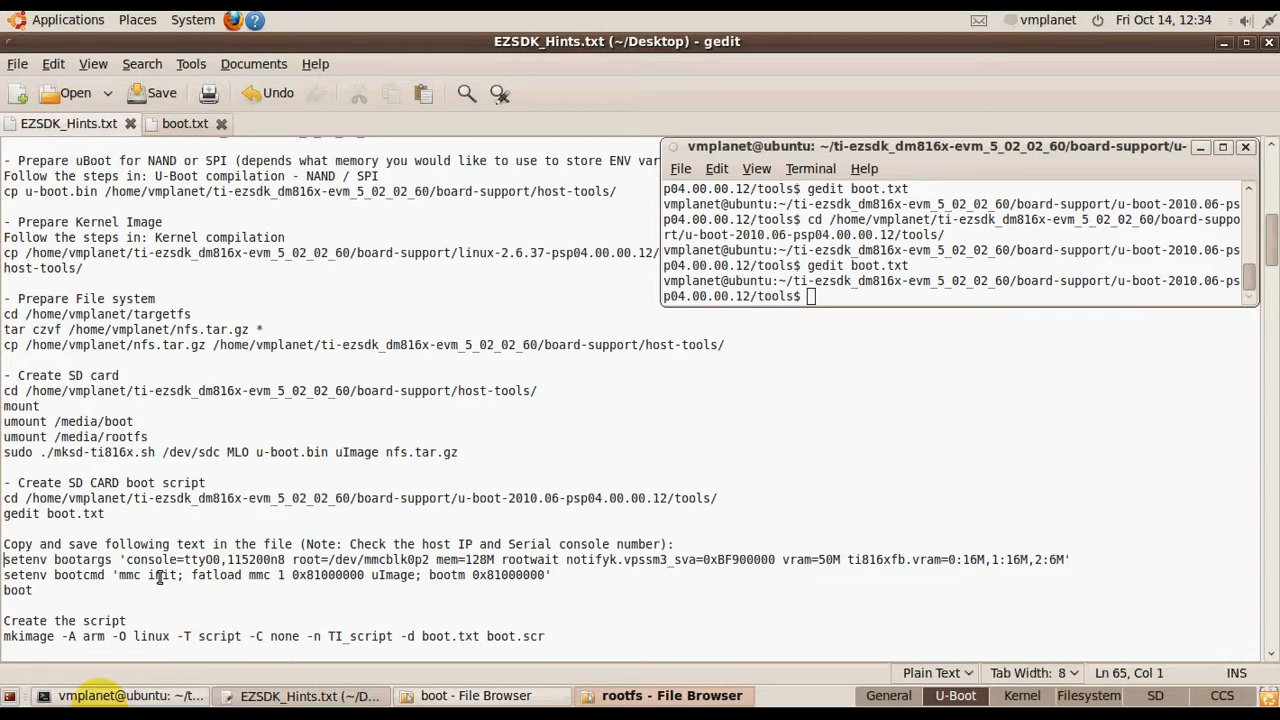 Applications Places System vmplanet Fri Oct 14, 12:34
EZSDK_Hints.txt (~/Desktop) - gedit
File Edit View Search Tools Documents Help
Open Save Undo
EZSDK_Hints.txt boot.txt
- Prepare uBoot for NAND or SPI (depends what memory you would like to use to store ENV var
Follow the steps in: U-Boot compilation - NAND / SPI
cp u-boot.bin /home/vmplanet/ti-ezsdk_dm816x-evm_5_02_02_60/board-support/host-tools/
- Prepare Kernel Image
Follow the steps in: Kernel compilation
cp /home/vmplanet/ti-ezsdk_dm816x-evm_5_02_02_60/board-support/linux-2.6.37-psp04.00.00.12/
host-tools/
- Prepare File system
cd /home/vmplanet/targetfs
tar czvf /home/vmplanet/nfs.tar.gz *
cp /home/vmplanet/nfs.tar.gz /home/vmplanet/ti-ezsdk_dm816x-evm_5_02_02_60/board-support/host-tools/
- Create SD card
cd /home/vmplanet/ti-ezsdk_dm816x-evm_5_02_02_60/board-support/host-tools/
mount
umount /media/boot
umount /media/rootfs
sudo ./mksd-ti816x.sh /dev/sdc MLO u-boot.bin uImage nfs.tar.gz
- Create SD CARD boot script
cd /home/vmplanet/ti-ezsdk_dm816x-evm_5_02_02_60/board-support/u-boot-2010.06-psp04.00.00.12/tools/
gedit boot.txt
Copy and save following text in the file (Note: Check the host IP and Serial console number):
setenv bootargs 'console=ttyO0,115200n8 root=/dev/mmcblk0p2 mem=128M rootwait notifyk.vpssm3_sva=0xBF900000 vram=50M ti816xfb.vram=0:16M,1:16M,2:6M'
setenv bootcmd 'mmc init; fatload mmc 1 0x81000000 uImage; bootm 0x81000000'
boot
Create the script
mkimage -A arm -O linux -T script -C none -n TI_script -d boot.txt boot.scr
vmplanet@ubuntu: ~/ti-ezsdk_dm816x-evm_5_02_02_60/board-support/u-
File Edit View Terminal Help
p04.00.00.12/tools$ gedit boot.txt
vmplanet@ubuntu:~/ti-ezsdk_dm816x-evm_5_02_02_60/board-support/u-boot-2010.06-ps
p04.00.00.12/tools$ cd /home/vmplanet/ti-ezsdk_dm816x-evm_5_02_02_60/board-suppo
rt/u-boot-2010.06-psp04.00.00.12/tools/
vmplanet@ubuntu:~/ti-ezsdk_dm816x-evm_5_02_02_60/board-support/u-boot-2010.06-ps
p04.00.00.12/tools$ gedit boot.txt
vmplanet@ubuntu:~/ti-ezsdk_dm816x-evm_5_02_02_60/board-support/u-boot-2010.06-ps
p04.00.00.12/tools$
Plain Text Tab Width: 8 Ln 65, Col 1 INS
vmplanet@ubuntu: ~/t... EZSDK_Hints.txt (~/D... boot - File Browser rootfs - File Browser General U-Boot Kernel Filesystem SD CCS